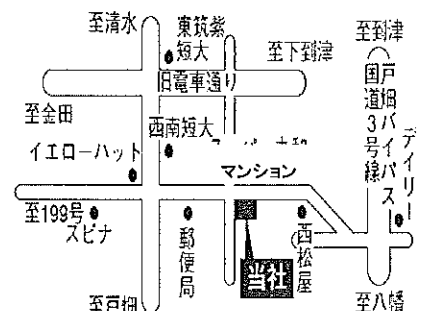 至清水
東筑紫
短大
至下到津
至到津
旧電車通り
至金田
国道3号線
戸畑バイパス
デイリー
西南短大
イエローハット
マンション
至199号
スピナ
郵便局
当社
西松屋
至戸畑
至八幡